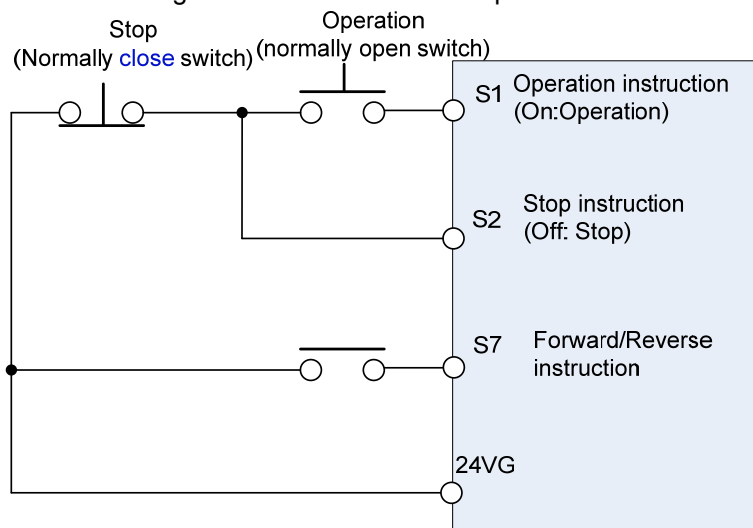 Stop
(Normally close switch)
Operation
(normally open switch)
S1 Operation instruction
(On:Operation)
S2 Stop instruction
(Off: Stop)
S7 Forward/Reverse
instruction
24VG